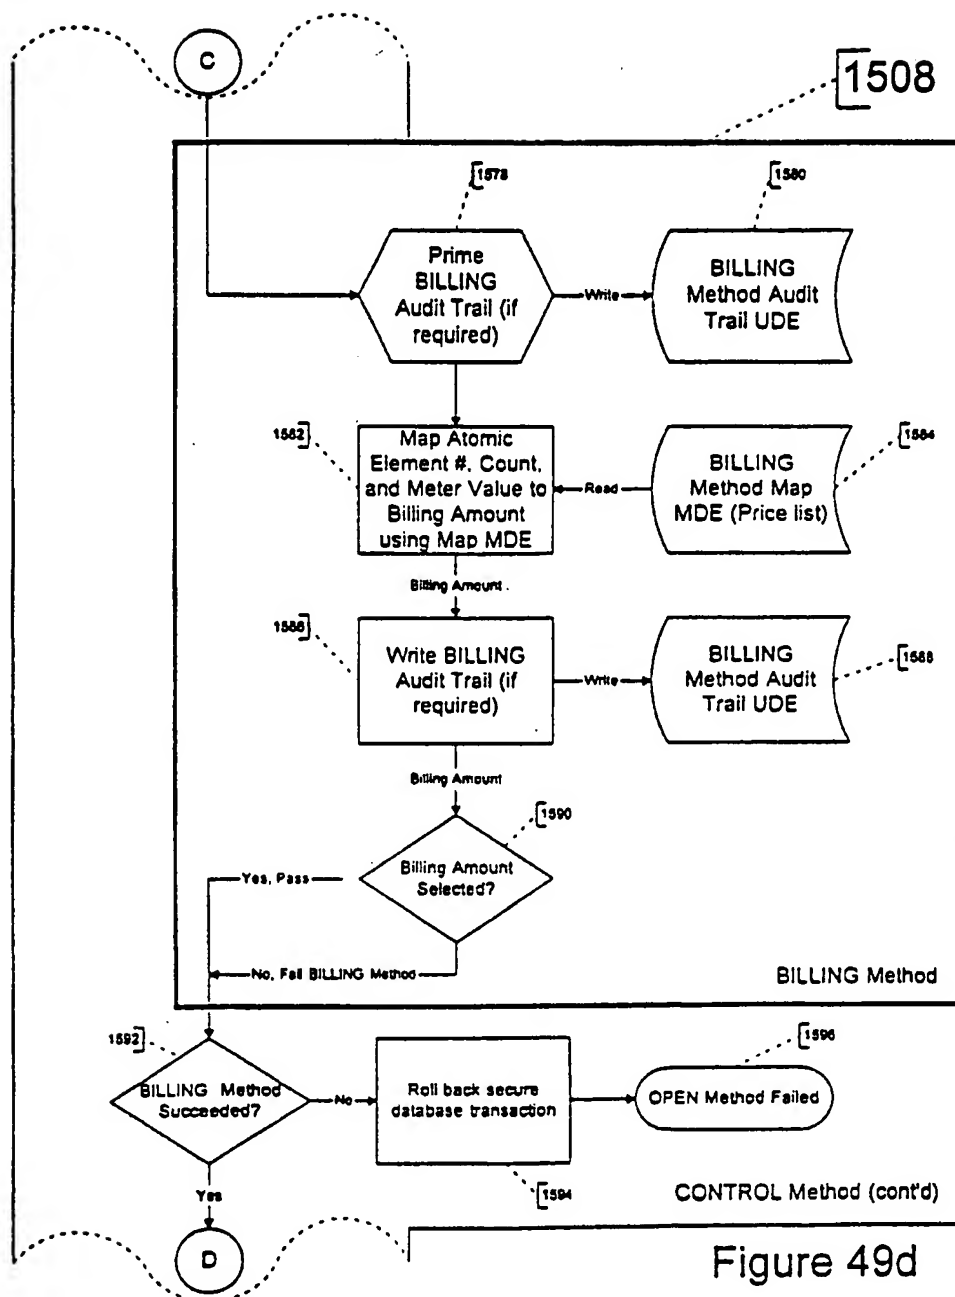 C
1508
1578
1580
Prime
BILLING
Audit Trail (if
required)
Write
BILLING
Method Audit
Trail UDE
1582
Map Atomic
Element #, Count,
and Meter Value to
Billing Amount
using Map MDE
Read
BILLING
Method Map
MDE (Price list)
1584
Billing Amount
1586
Write BILLING
Audit Trail (if
required)
Write
BILLING
Method Audit
Trail UDE
1588
Billing Amount
1590
Billing Amount
Selected?
Yes, Pass
No, Fail BILLING Method
BILLING Method
1592
BILLING Method
Succeeded?
No
Roll back secure
database transaction
1596
OPEN Method Failed
Yes
1594
CONTROL Method (cont'd)
D
Figure 49d